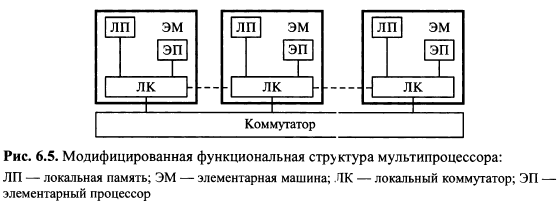 ЛП ЭМ ЛП ЭМ ЛП ЭМ
ЭП ЭП ЭП
ЛК ЛК ЛК
Коммутатор
Рис. 6.5. Модифицированная функциональная структура мультипроцессора:
ЛП — локальная память; ЭМ — элементарная машина; ЛК — локальный коммутатор; ЭП —
элементарный процессор